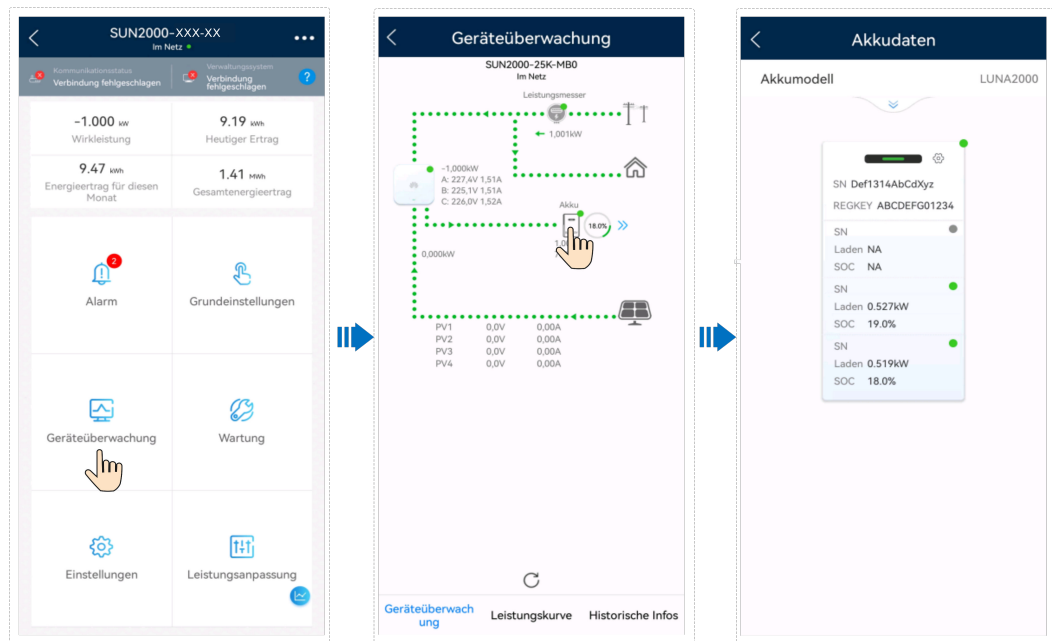 SUN2000-XXX-XX
Im Netz
Kommunikationsstatus
Verbindung fehlgeschlagen
Verwaltungssystem
Verbindung
fehlgeschlagen
?
-1.000 kW
Wirkleistung
9.19 kWh
Heutiger Ertrag
9.47 kWh
Energieertrag für diesen
Monat
1.41 MWh
Gesamtenergieertrag
2
Alarm
Grundeinstellungen
Geräteüberwachung
Wartung
Einstellungen
Leistungsanpassung
Geräteüberwachung
SUN2000-25K-MB0
Im Netz
Leistungsmesser
1,001kW
-1,000kW
A: 227,4V 1,51A
B: 225,1V 1,51A
C: 226,0V 1,52A
Akku
18.0%
0,000kW
PV1 0,0V 0,00A
PV2 0,0V 0,00A
PV3 0,0V 0,00A
PV4 0,0V 0,00A
Geräteüberwach
ung
Leistungskurve
Historische Infos
Akkudaten
Akkumodell LUNA2000
SN Def1314AbCdXyz
REGKEY ABCDEFG01234
SN
Laden NA
SOC NA
SN
Laden 0.527kW
SOC 19.0%
SN
Laden 0.519kW
SOC 18.0%